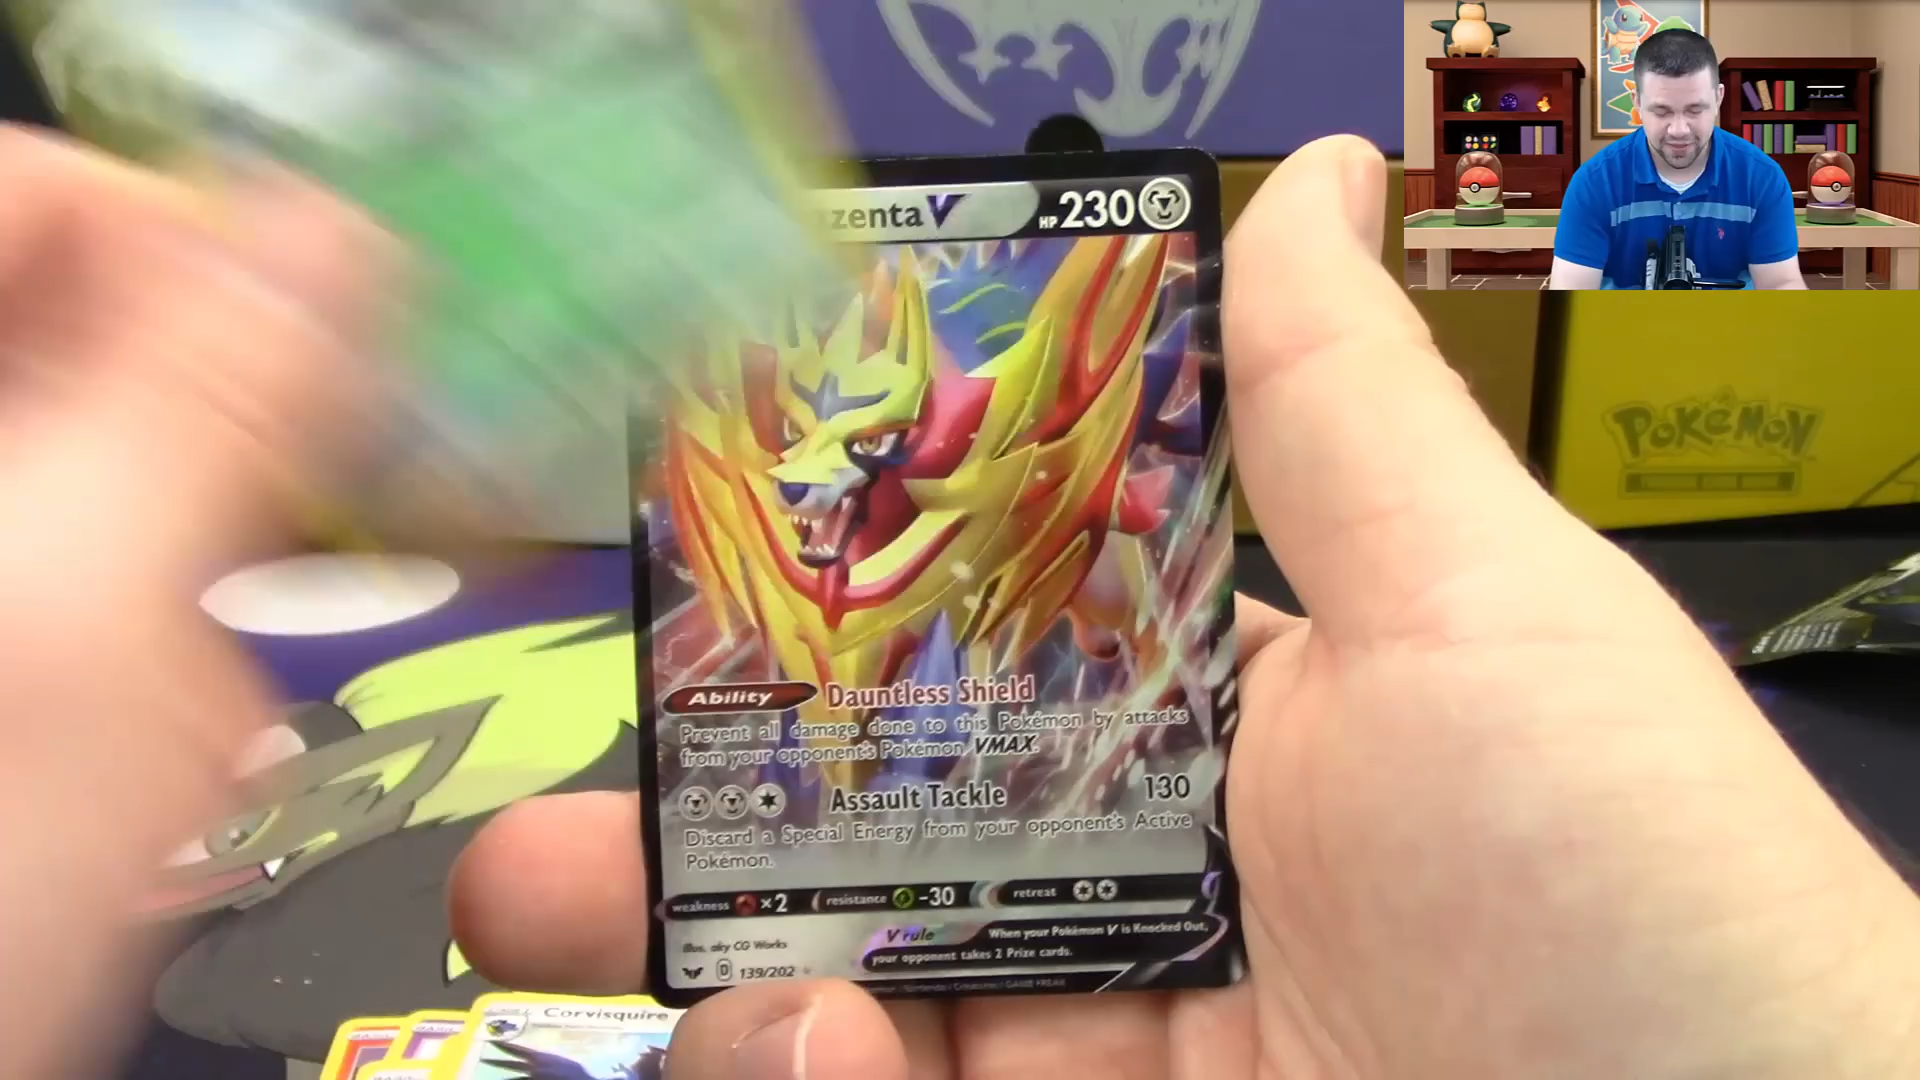 zenta V HP 230
POKéMON
Ability Dauntless Shield
Prevent all damage done to this Pokémon by attacks
from your opponent's Pokémon VMAX.
Assault Tackle 130
Discard a Special Energy from your opponent's Active
Pokémon.
weakness ×2 resistance -30 retreat
V rule When your Pokémon V is Knocked Out,
your opponent takes 2 Prize cards.
Illus. aky CG Works
D 139/202
Corvisquire